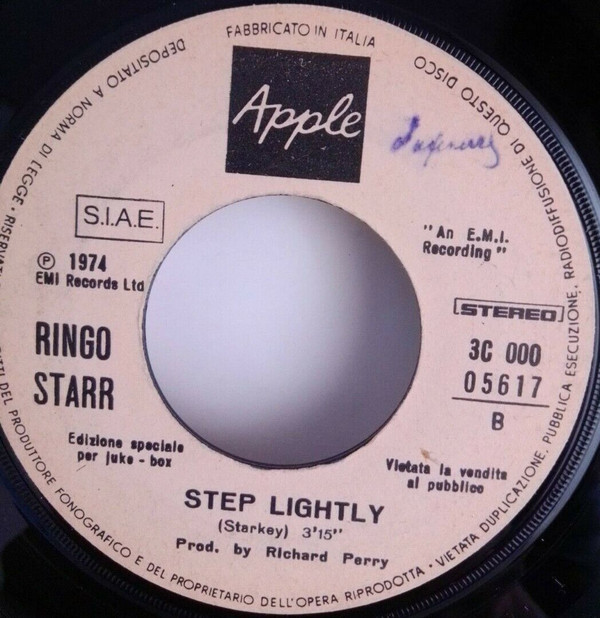 FABBRICATO IN ITALIA
Apple
S.I.A.E.
℗ 1974
EMI Records Ltd
"An E.M.I.
Recording"
STEREO
RINGO
STARR
3C 000
05617
B
Edizione speciale
per juke - box
Vietata la vendita
al pubblico
STEP LIGHTLY
(Starkey) 3'15"
Prod. by Richard Perry
DEPOSITATO A NORMA DI LEGGE • RISERVATI
TUTTI DEL PRODUTTORE FONOGRAFICO E DEL PROPRIETARIO DELL'OPERA RIPRODOTTA • VIETATA DUPLICAZIONE, PUBBLICA ESECUZIONE, RADIODIFFUSIONE DI QUESTO DISCO